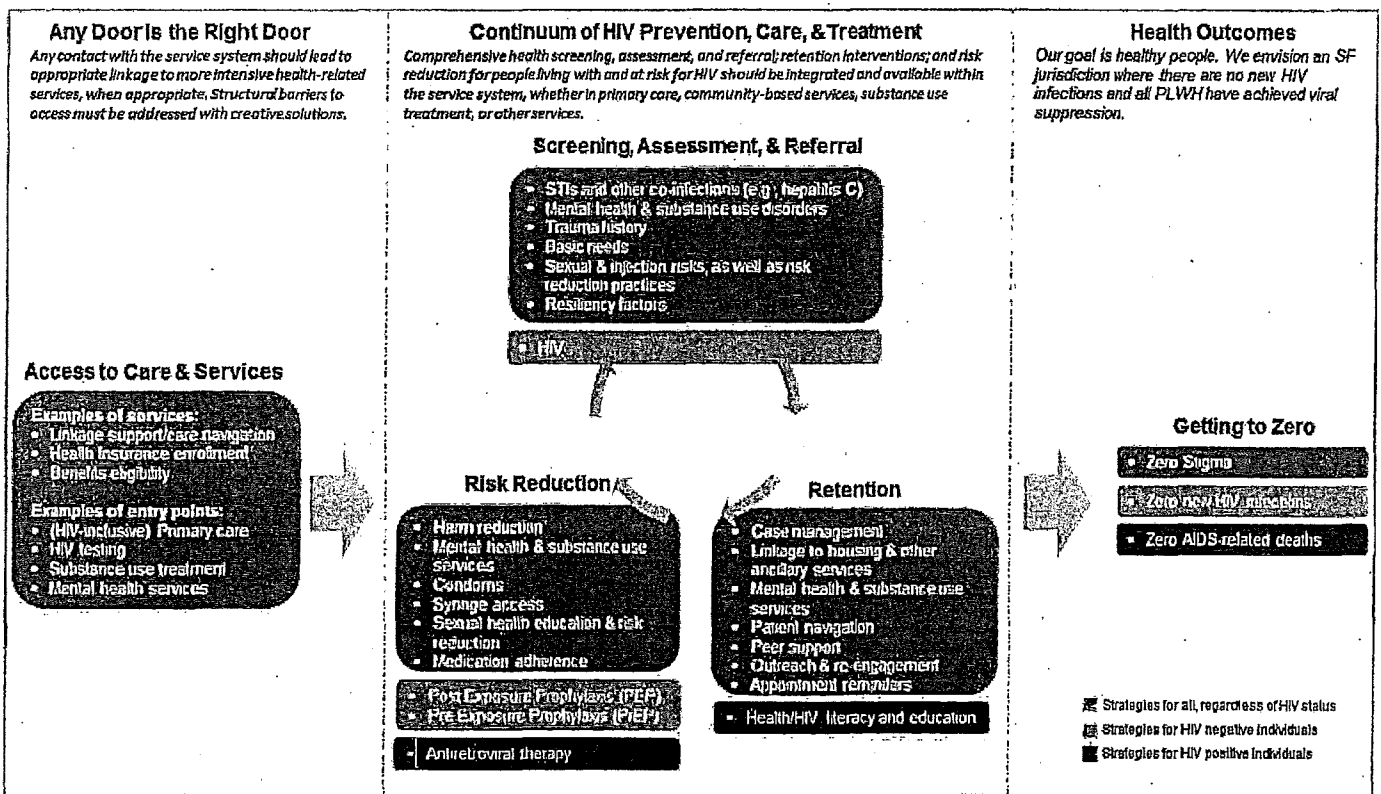 Any Door is the Right Door
Any contact with the service system should lead to
appropriate linkage to more intensive health-related
services, when appropriate. Structural barriers to
access must be addressed with creative solutions.
Access to Care & Services
Examples of services:
Linkage support/care navigation
Health insurance enrollment
Benefits eligibility
Examples of entry points:
(HIV-inclusive) Primary care
HIV testing
Substance use treatment
Mental health services
Continuum of HIV Prevention, Care, & Treatment
Comprehensive health screening, assessment, and referral; retention interventions; and risk
reduction for people living with and at risk for HIV should be integrated and available within
the service system, whether in primary care, community-based services, substance use
treatment, or other services.
Screening, Assessment, & Referral
STIs and other co-infections (e.g., hepatitis C)
Mental health & substance use disorders
Trauma history
Basic needs
Sexual & injection risks, as well as risk
reduction practices
Resiliency factors
HIV
Risk Reduction
Harm reduction
Mental health & substance use
services
Condoms
Syringe access
Sexual health education & risk
reduction
Medication adherence
Post Exposure Prophylaxis (PEP)
Pre Exposure Prophylaxis (PrEP)
Antiretroviral therapy
Retention
Case management
Linkage to housing & other
ancillary services
Mental health & substance use
services
Patient navigation
Peer support
Outreach & re-engagement
Appointment reminders
Health/HIV literacy and education
Health Outcomes
Our goal is healthy people. We envision an SF
jurisdiction where there are no new HIV
infections and all PLWH have achieved viral
suppression.
Getting to Zero
Zero Stigma
Zero new HIV infections
Zero AIDS-related deaths
Strategies for all, regardless of HIV status
Strategies for HIV negative individuals
Strategies for HIV positive individuals